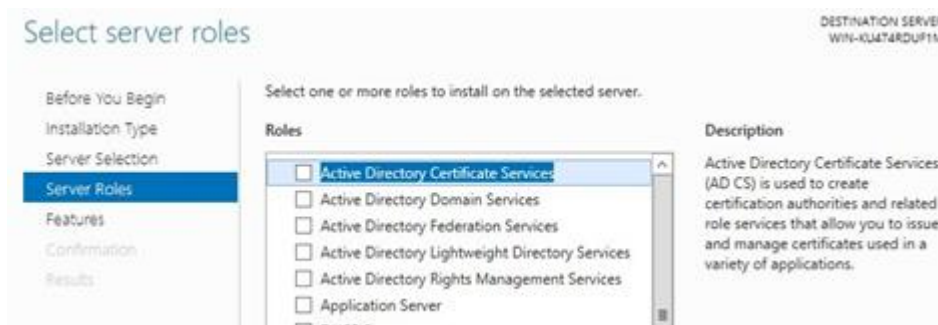 Select server roles
DESTINATION SERVER
WIN-KU474RDUF1M
Before You Begin
Installation Type
Server Selection
Server Roles
Features
Confirmation
Results
Select one or more roles to install on the selected server.
Roles
Active Directory Certificate Services
Active Directory Domain Services
Active Directory Federation Services
Active Directory Lightweight Directory Services
Active Directory Rights Management Services
Application Server
Description
Active Directory Certificate Services
(AD CS) is used to create
certification authorities and related
role services that allow you to issue
and manage certificates used in a
variety of applications.